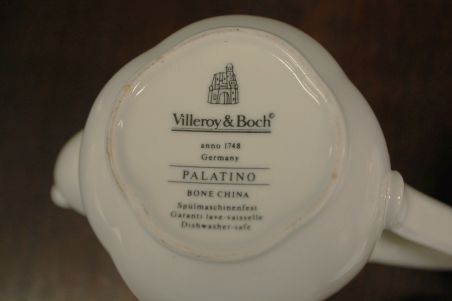 Villeroy & Boch©
anno 1748
Germany
PALATINO
BONE CHINA
Spülmaschinenfest
Garanti lave-vaisselle
Dishwasher-safe